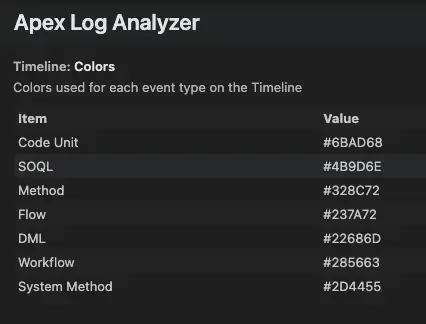 Apex Log Analyzer
Timeline: Colors
Colors used for each event type on the Timeline
Item Value
Code Unit #6BAD68
SOQL #4B9D6E
Method #328C72
Flow #237A72
DML #22686D
Workflow #285663
System Method #2D4455